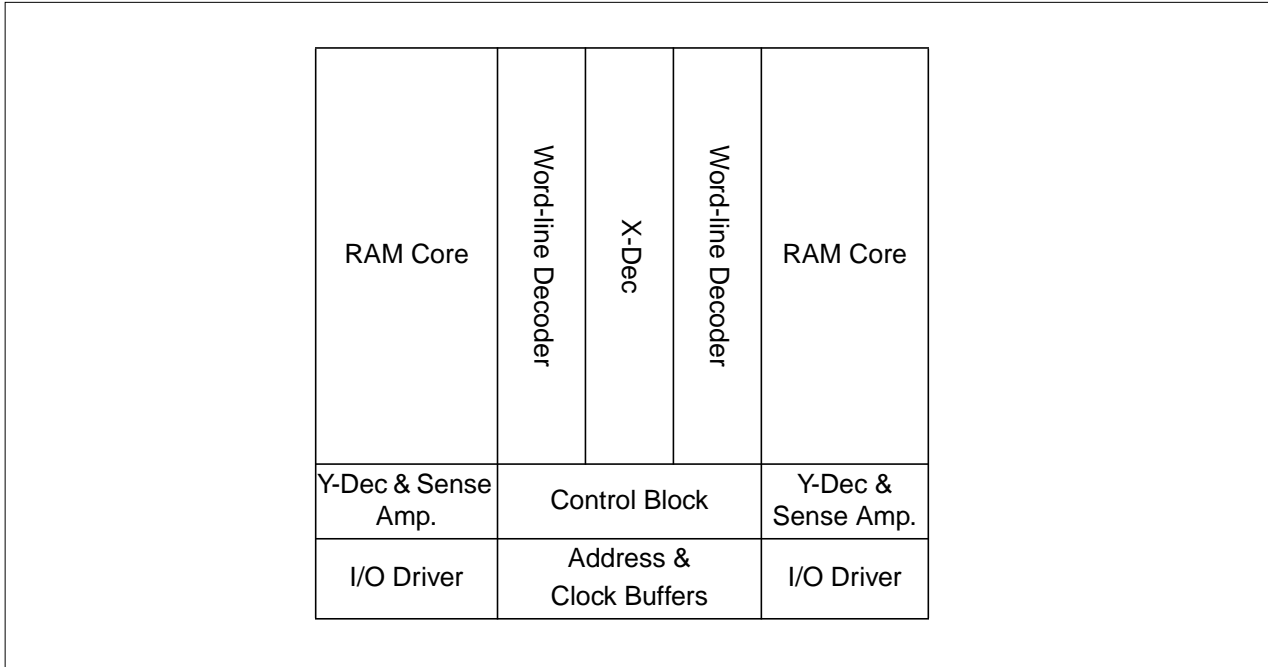 RAM Core
Word-line Decoder
X-Dec
Word-line Decoder
RAM Core
Y-Dec & Sense
Amp.
Control Block
Y-Dec &
Sense Amp.
I/O Driver
Address &
Clock Buffers
I/O Driver